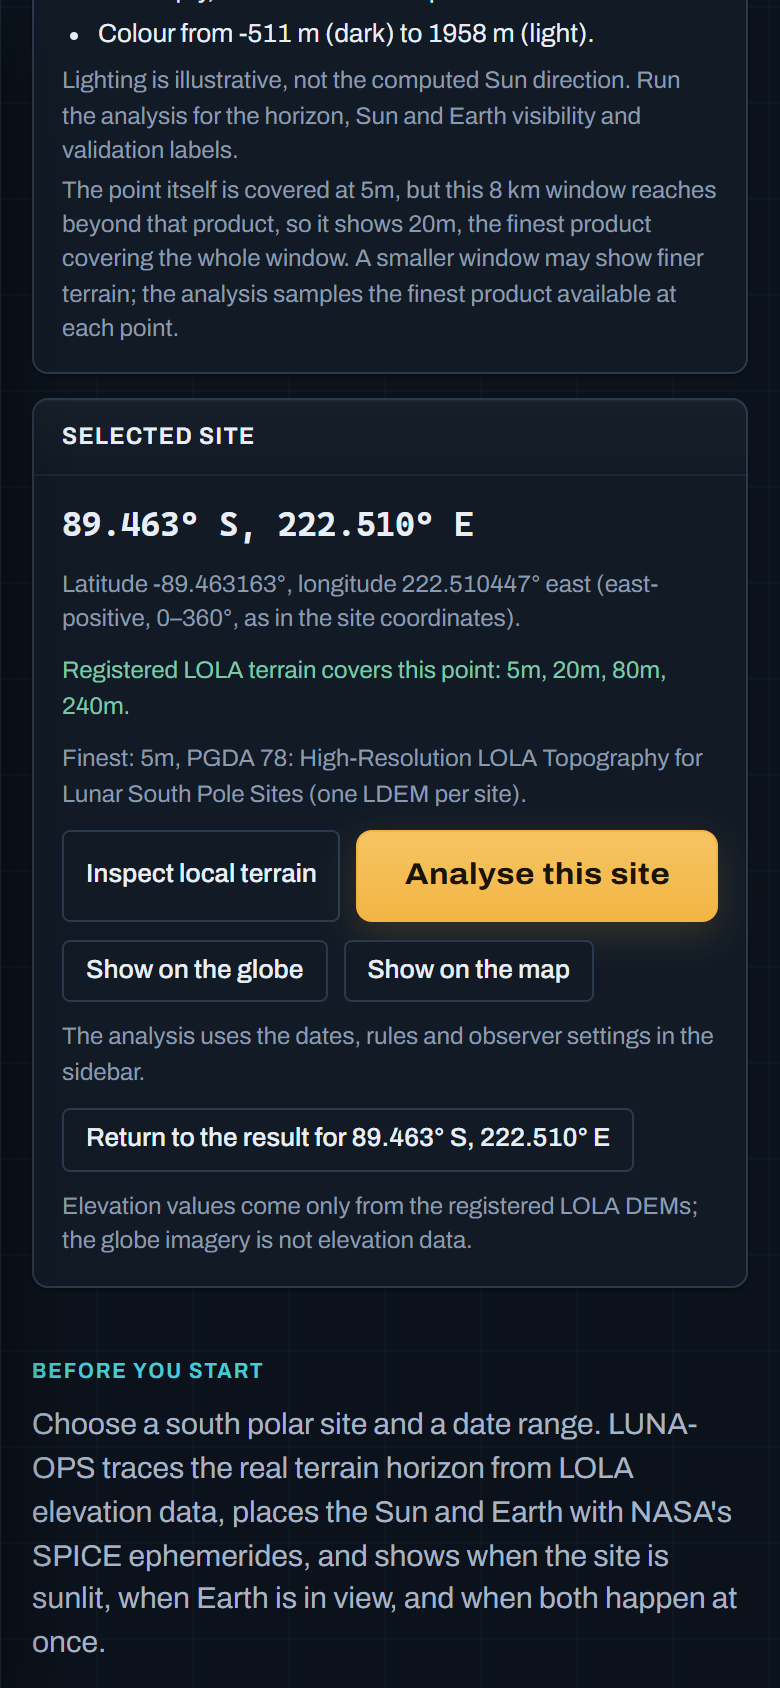 Colour from -511 m (dark) to 1958 m (light).
Lighting is illustrative, not the computed Sun direction. Run
the analysis for the horizon, Sun and Earth visibility and
validation labels.
The point itself is covered at 5m, but this 8 km window reaches
beyond that product, so it shows 20m, the finest product
covering the whole window. A smaller window may show finer
terrain; the analysis samples the finest product available at
each point.
SELECTED SITE
89.463° S, 222.510° E
Latitude -89.463163°, longitude 222.510447° east (east-
positive, 0–360°, as in the site coordinates).
Registered LOLA terrain covers this point: 5m, 20m, 80m,
240m.
Finest: 5m, PGDA 78: High-Resolution LOLA Topography for
Lunar South Pole Sites (one LDEM per site).
Inspect local terrain
Analyse this site
Show on the globe
Show on the map
The analysis uses the dates, rules and observer settings in the
sidebar.
Return to the result for 89.463° S, 222.510° E
Elevation values come only from the registered LOLA DEMs;
the globe imagery is not elevation data.
BEFORE YOU START
Choose a south polar site and a date range. LUNA-
OPS traces the real terrain horizon from LOLA
elevation data, places the Sun and Earth with NASA's
SPICE ephemerides, and shows when the site is
sunlit, when Earth is in view, and when both happen at
once.